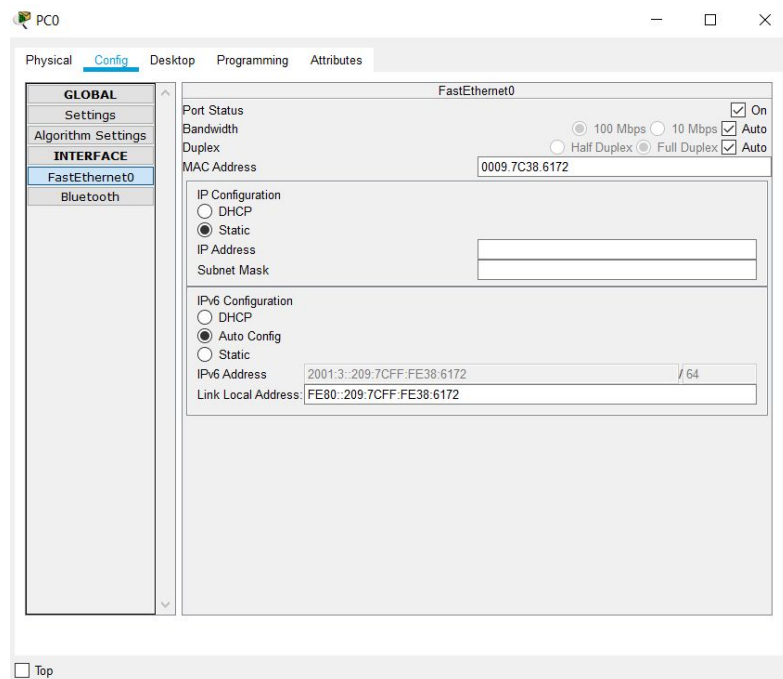 PC0
Physical Config Desktop Programming Attributes
GLOBAL
Settings
Algorithm Settings
INTERFACE
FastEthernet0
Bluetooth
FastEthernet0
Port Status On
Bandwidth 100 Mbps 10 Mbps Auto
Duplex Half Duplex Full Duplex Auto
MAC Address 0009.7C38.6172
IP Configuration
DHCP
Static
IP Address
Subnet Mask
IPv6 Configuration
DHCP
Auto Config
Static
IPv6 Address 2001:3::209:7CFF:FE38:6172 / 64
Link Local Address: FE80::209:7CFF:FE38:6172
Top